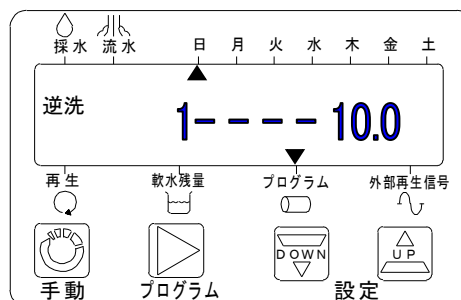 採水 流水 日 月 火 水 木 金 土
逆洗 1---- 10.0
再生 軟水残量 プログラム 外部再生信号
DOWN UP
手動 プログラム 設定